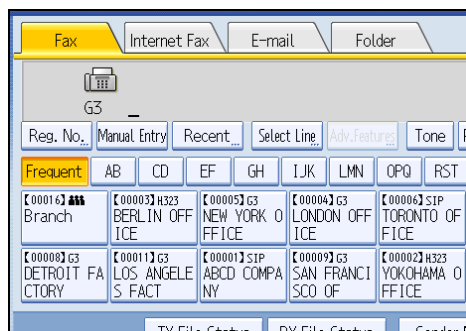 Fax Internet Fax E-mail Folder
G3 _
Reg. No. Manual Entry Recent Select Line Adv.Features Tone
Frequent AB CD EF GH IJK LMN OPQ RST
【00016】 【00003】H323 【00005】G3 【00004】G3 【00006】SIP
Branch BERLIN OFF NEW YORK O LONDON OFF TORONTO OF
ICE FFICE ICE FICE
【00008】G3 【00011】G3 【00001】SIP 【00009】G3 【00002】H323
DETROIT FA LOS ANGELE ABCD COMPA SAN FRANCI YOKOHAMA O
CTORY S FACT NY SCO OF FFICE
TX File Status RX File Status Sender